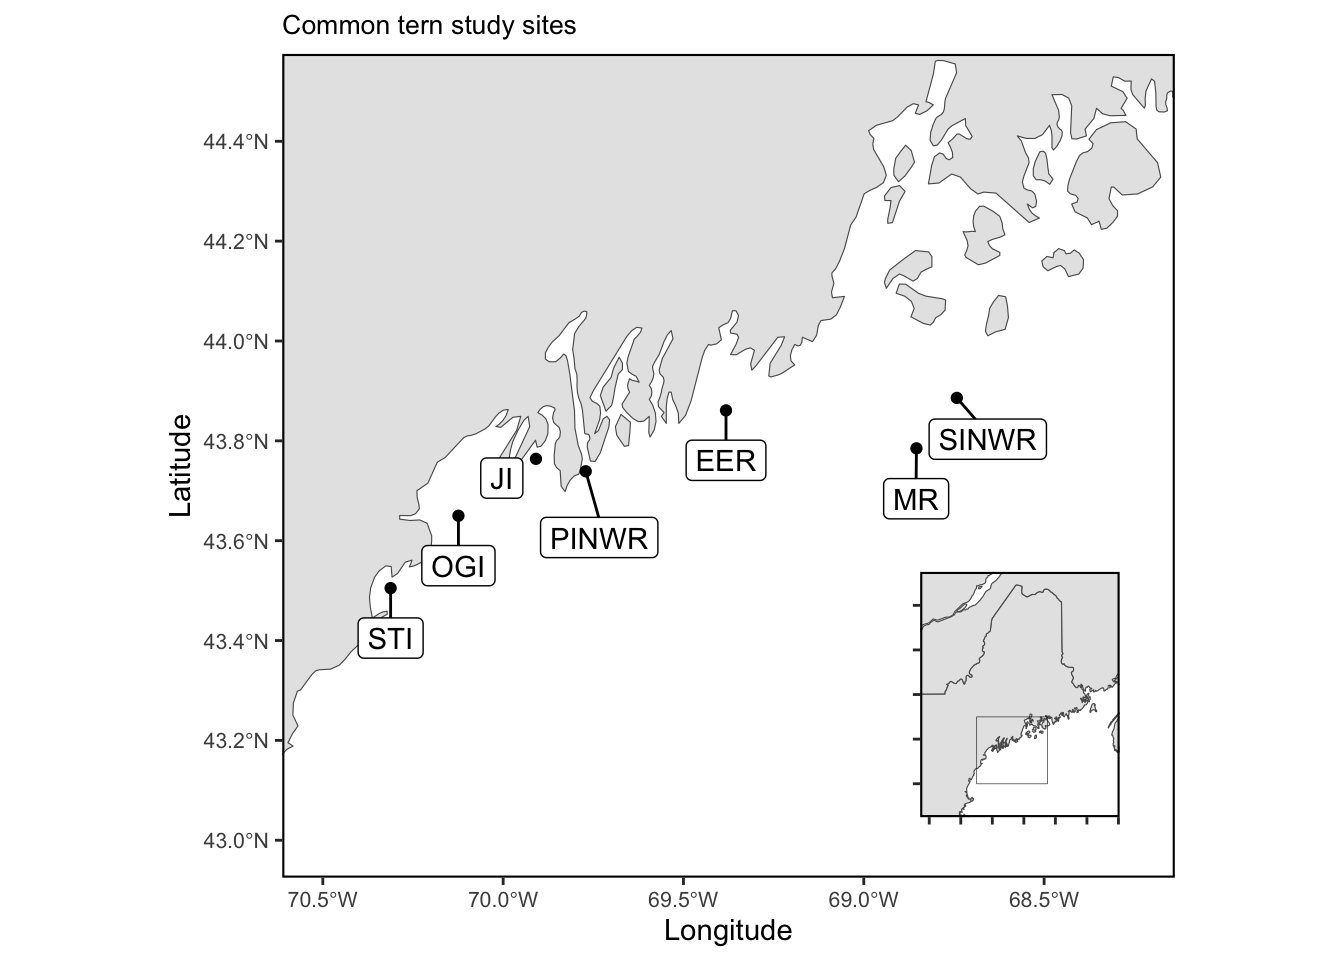 Common tern study sites
44.4°N
44.2°N
44.0°N
43.8°N
43.6°N
43.4°N
43.2°N
43.0°N
Latitude
SINWR
EER
JI
MR
PINWR
OGI
STI
70.5°W
70.0°W
69.5°W
69.0°W
68.5°W
Longitude